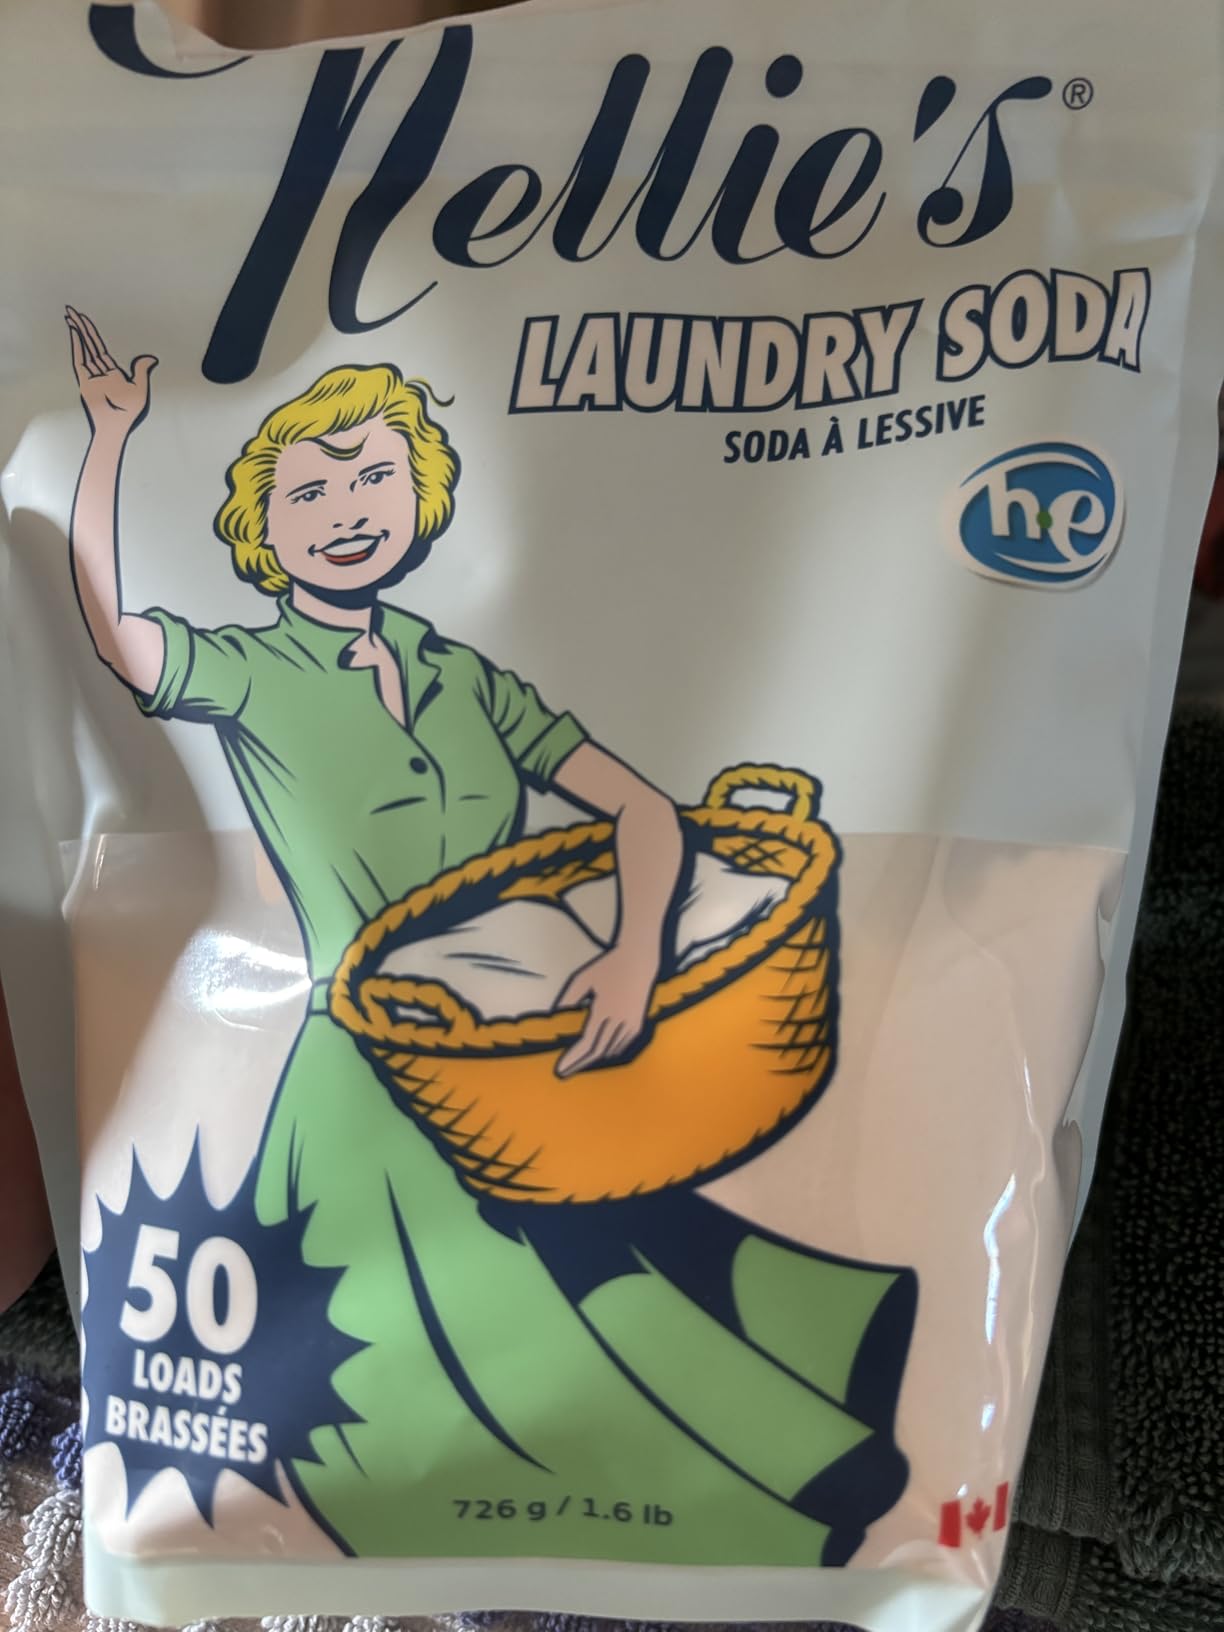 Nellie's®
LAUNDRY SODA
SODA À LESSIVE
he
50
LOADS
BRASSÉES
726 g / 1.6 lb